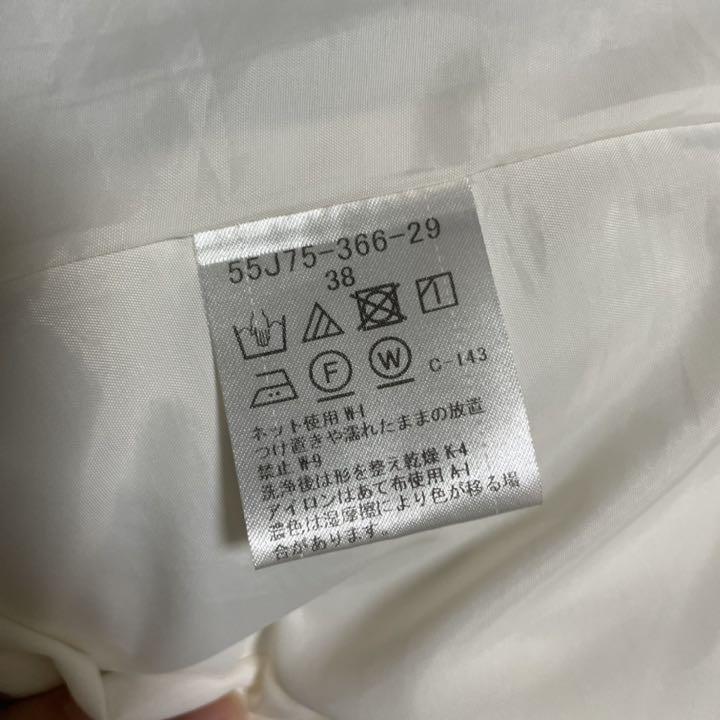 55J75-366-29
38
F W C-143
ネット使用 W-1
つけ置きや濡れたままの放置
禁止 W-9
洗浄後は形を整え乾燥 K-4
アイロンはあて布使用 A-1
濃色は湿摩擦により色が移る場
合があります。